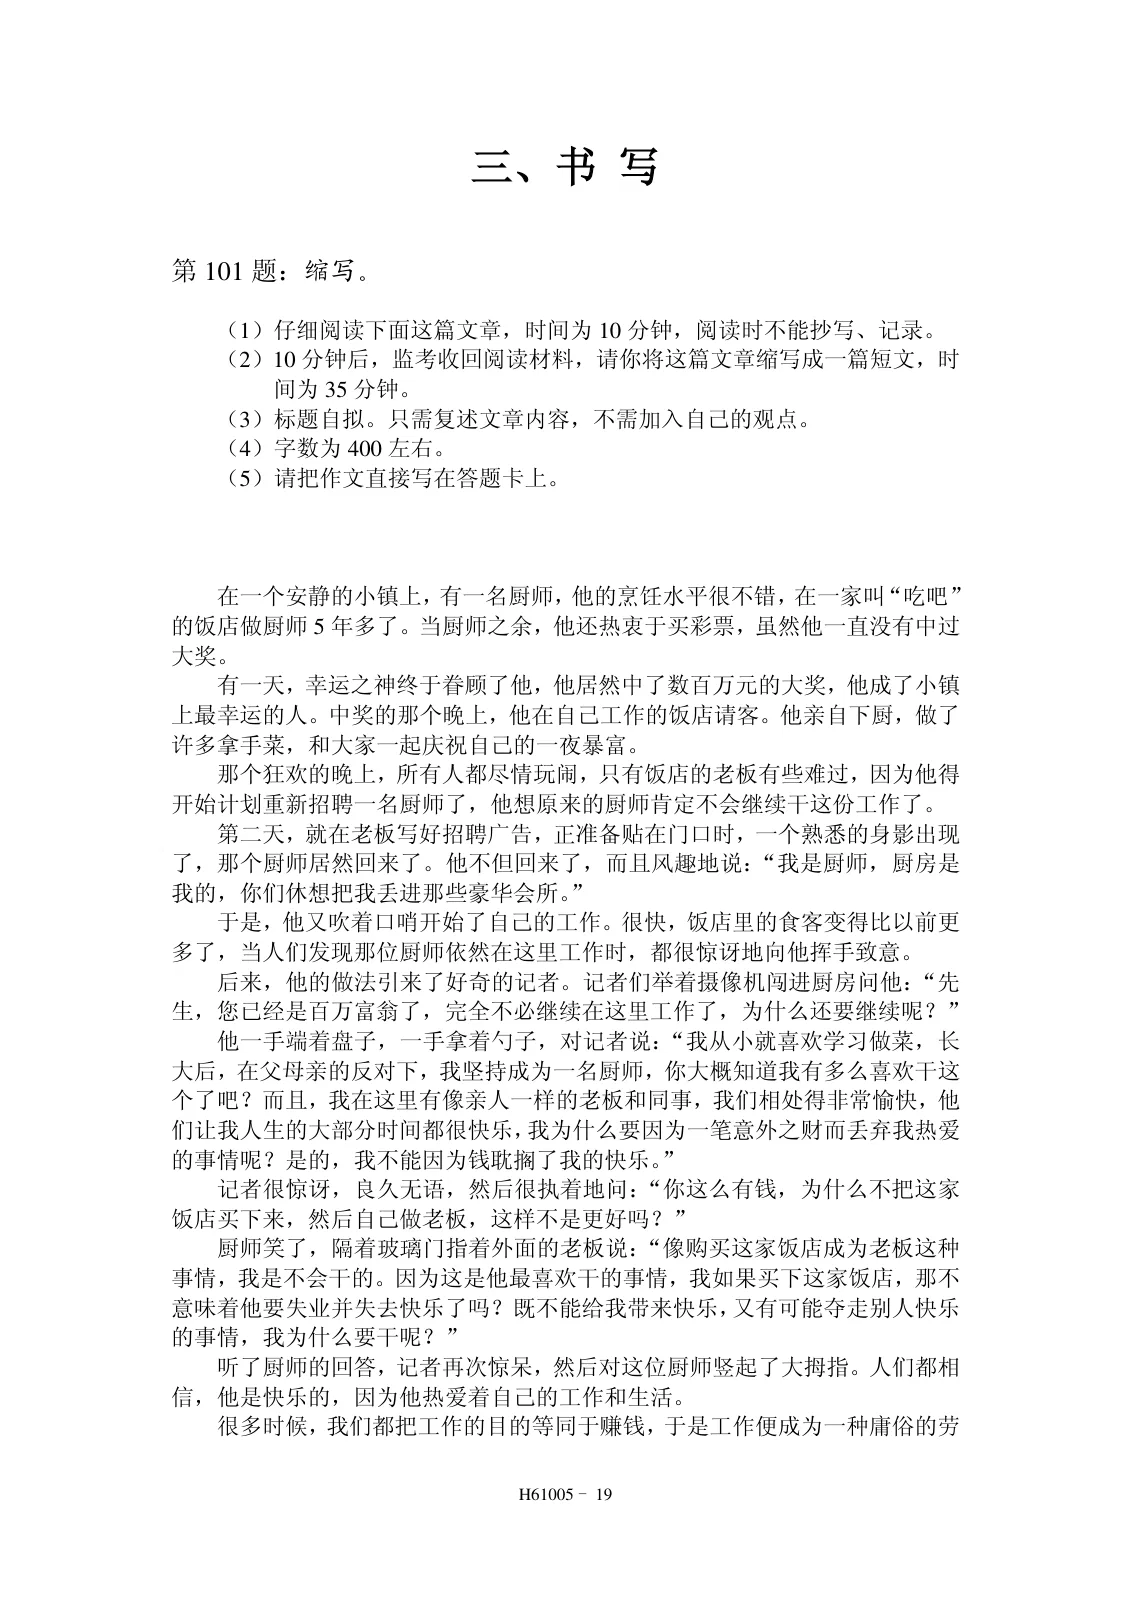 三、书 写
第 101 题：缩写。
（1）仔细阅读下面这篇文章，时间为 10 分钟，阅读时不能抄写、记录。
（2）10 分钟后，监考收回阅读材料，请你将这篇文章缩写成一篇短文，时
间为 35 分钟。
（3）标题自拟。只需复述文章内容，不需加入自己的观点。
（4）字数为 400 左右。
（5）请把作文直接写在答题卡上。
在一个安静的小镇上，有一名厨师，他的烹饪水平很不错，在一家叫“吃吧”
的饭店做厨师 5 年多了。当厨师之余，他还热衷于买彩票，虽然他一直没有中过
大奖。
有一天，幸运之神终于眷顾了他，他居然中了数百万元的大奖，他成了小镇
上最幸运的人。中奖的那个晚上，他在自己工作的饭店请客。他亲自下厨，做了
许多拿手菜，和大家一起庆祝自己的一夜暴富。
那个狂欢的晚上，所有人都尽情玩闹，只有饭店的老板有些难过，因为他得
开始计划重新招聘一名厨师了，他想原来的厨师肯定不会继续干这份工作了。
第二天，就在老板写好招聘广告，正准备贴在门口时，一个熟悉的身影出现
了，那个厨师居然回来了。他不但回来了，而且风趣地说：“我是厨师，厨房是
我的，你们休想把我丢进那些豪华会所。”
于是，他又吹着口哨开始了自己的工作。很快，饭店里的食客变得比以前更
多了，当人们发现那位厨师依然在这里工作时，都很惊讶地向他挥手致意。
后来，他的做法引来了好奇的记者。记者们举着摄像机闯进厨房问他：“先
生，您已经是百万富翁了，完全不必继续在这里工作了，为什么还要继续呢？”
他一手端着盘子，一手拿着勺子，对记者说：“我从小就喜欢学习做菜，长
大后，在父母亲的反对下，我坚持成为一名厨师，你大概知道我有多么喜欢干这
个了吧？而且，我在这里有像亲人一样的老板和同事，我们相处得非常愉快，他
们让我人生的大部分时间都很快乐，我为什么要因为一笔意外之财而丢弃我热爱
的事情呢？是的，我不能因为钱耽搁了我的快乐。”
记者很惊讶，良久无语，然后很执着地问：“你这么有钱，为什么不把这家
饭店买下来，然后自己做老板，这样不是更好吗？”
厨师笑了，隔着玻璃门指着外面的老板说：“像购买这家饭店成为老板这种
事情，我是不会干的。因为这是他最喜欢干的事情，我如果买下这家饭店，那不
意味着他要失业并失去快乐了吗？既不能给我带来快乐，又有可能夺走别人快乐
的事情，我为什么要干呢？”
听了厨师的回答，记者再次惊呆，然后对这位厨师竖起了大拇指。人们都相
信，他是快乐的，因为他热爱着自己的工作和生活。
很多时候，我们都把工作的目的等同于赚钱，于是工作便成为一种庸俗的劳
H61005－ 19